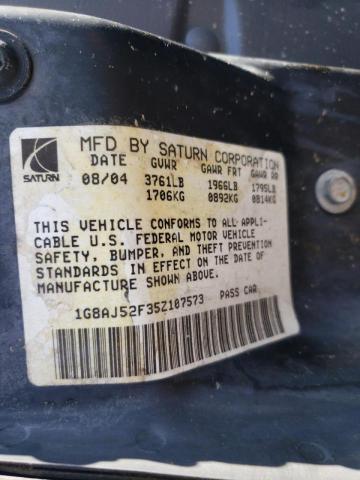 MFD BY SATURN CORPORATION
DATE GVWR GAWR FRT GAWR RR
08/04 3761LB 1966LB 1795LB
1706KG 0892KG 0814KG
SATURN
THIS VEHICLE CONFORMS TO ALL APPLI-
CABLE U.S. FEDERAL MOTOR VEHICLE
SAFETY, BUMPER, AND THEFT PREVENTION
STANDARDS IN EFFECT ON THE DATE OF
MANUFACTURE SHOWN ABOVE.
1G8AJ52F35Z107573 PASS CAR